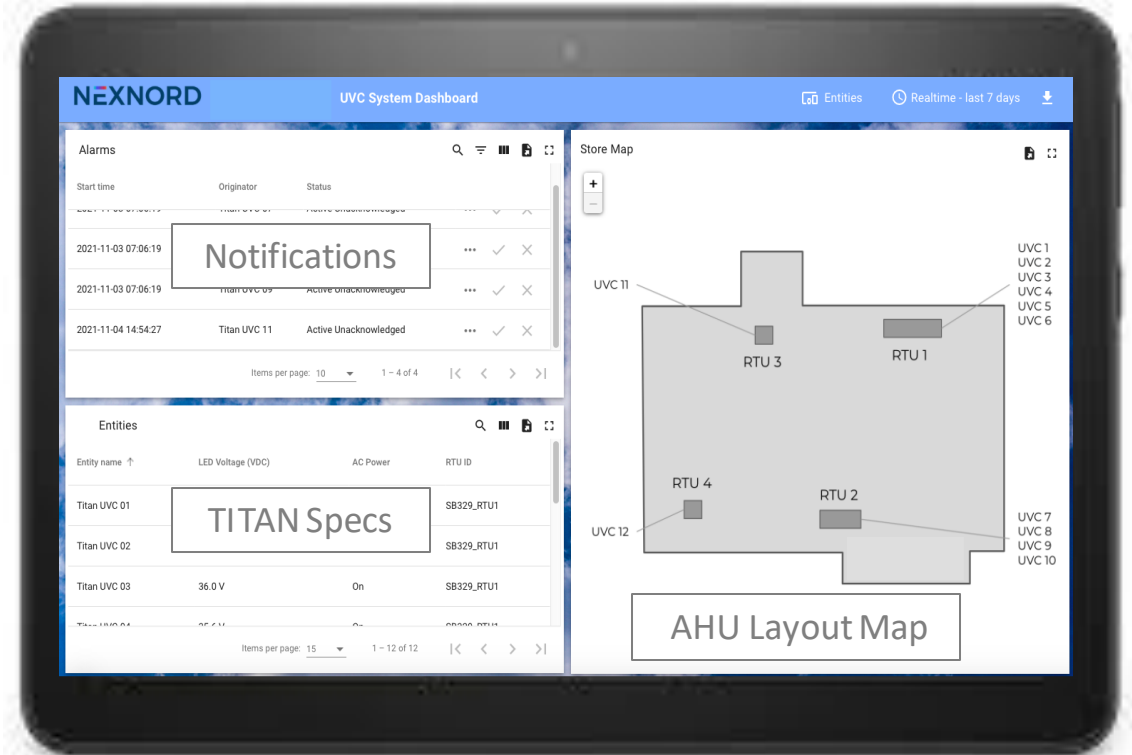 NEXNORD
UVC System Dashboard
Entities
Realtime - last 7 days
Alarms
Start time Originator Status
Active Unacknowledged
2021-11-03 07:06:19
Notifications
2021-11-03 07:06:19 Titan UVC 09 Active Unacknowledged
2021-11-04 14:54:27 Titan UVC 11 Active Unacknowledged
Items per page: 10 1 – 4 of 4
Entities
Entity name ↑ LED Voltage (VDC) AC Power RTU ID
Titan UVC 01 SB329_RTU1
TITAN Specs
Titan UVC 02 SB329_RTU1
Titan UVC 03 36.0 V On SB329_RTU1
Items per page: 15 1 – 12 of 12
Store Map
+
−
UVC 11
RTU 3
RTU 1
UVC 1
UVC 2
UVC 3
UVC 4
UVC 5
UVC 6
RTU 4
UVC 12
RTU 2
UVC 7
UVC 8
UVC 9
UVC 10
AHU Layout Map